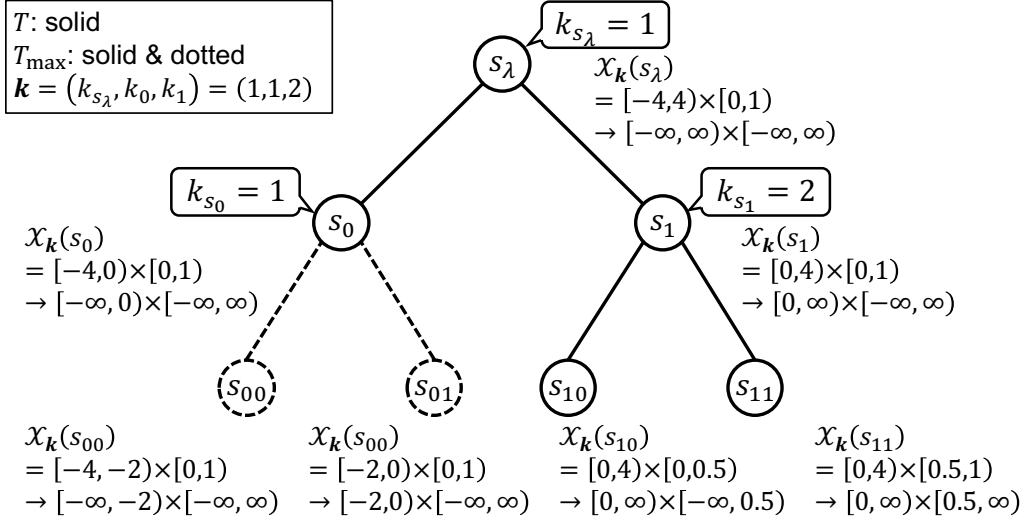 T: solid
T_max: solid & dotted
k = (k_{s_λ}, k_0, k_1) = (1,1,2)
k_{s_λ} = 1
s_λ
𝒳_k(s_λ)
= [−4,4)×[0,1)
→ [−∞, ∞)×[−∞, ∞)
k_{s_0} = 1
s_0
𝒳_k(s_0)
= [−4,0)×[0,1)
→ [−∞, 0)×[−∞, ∞)
k_{s_1} = 2
s_1
𝒳_k(s_1)
= [0,4)×[0,1)
→ [0, ∞)×[−∞, ∞)
s_00
s_01
s_10
s_11
𝒳_k(s_00)
= [−4, −2)×[0,1)
→ [−∞, −2)×[−∞, ∞)
𝒳_k(s_00)
= [−2,0)×[0,1)
→ [−2,0)×[−∞, ∞)
𝒳_k(s_10)
= [0,4)×[0,0.5)
→ [0, ∞)×[−∞, 0.5)
𝒳_k(s_11)
= [0,4)×[0.5,1)
→ [0, ∞)×[0.5, ∞)